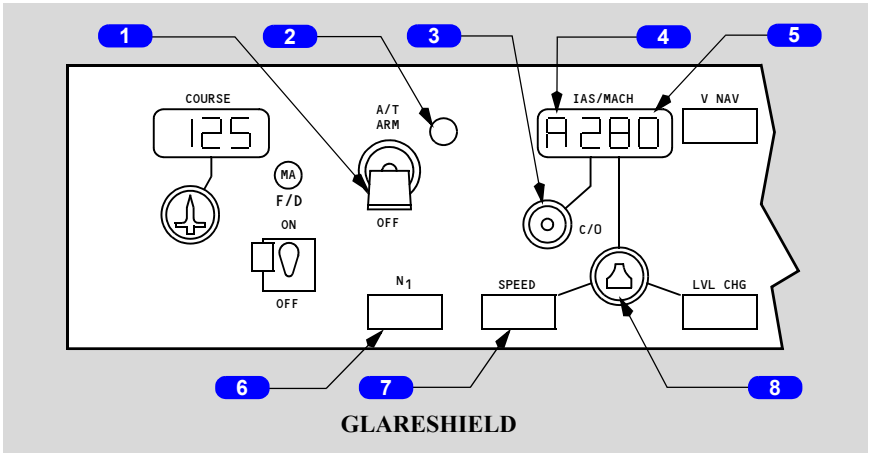 1
2
3
4
5
COURSE
125
A/T
ARM
OFF
IAS/MACH
A280
V NAV
MA
F/D
ON
OFF
C/O
N1
SPEED
LVL CHG
6
7
8
GLARESHIELD